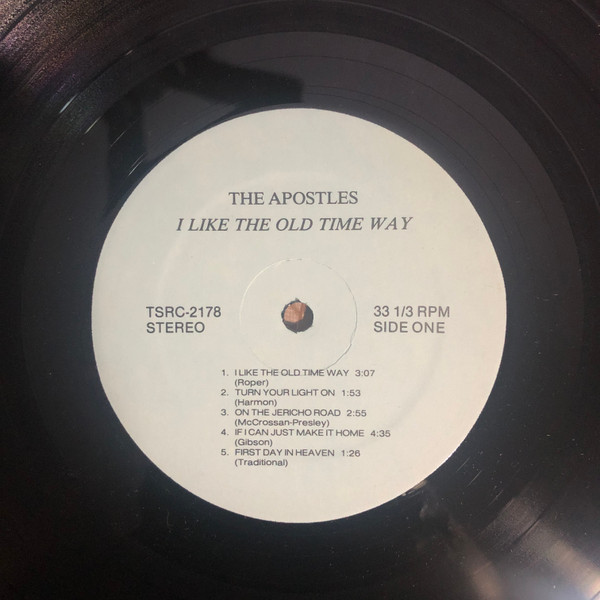 THE APOSTLES
I LIKE THE OLD TIME WAY
TSRC-2178
STEREO
33 1/3 RPM
SIDE ONE
1. I LIKE THE OLD TIME WAY 3:07
(Roper)
2. TURN YOUR LIGHT ON 1:53
(Harmon)
3. ON THE JERICHO ROAD 2:55
(McCrossan-Presley)
4. IF I CAN JUST MAKE IT HOME 4:35
(Gibson)
5. FIRST DAY IN HEAVEN 1:26
(Traditional)